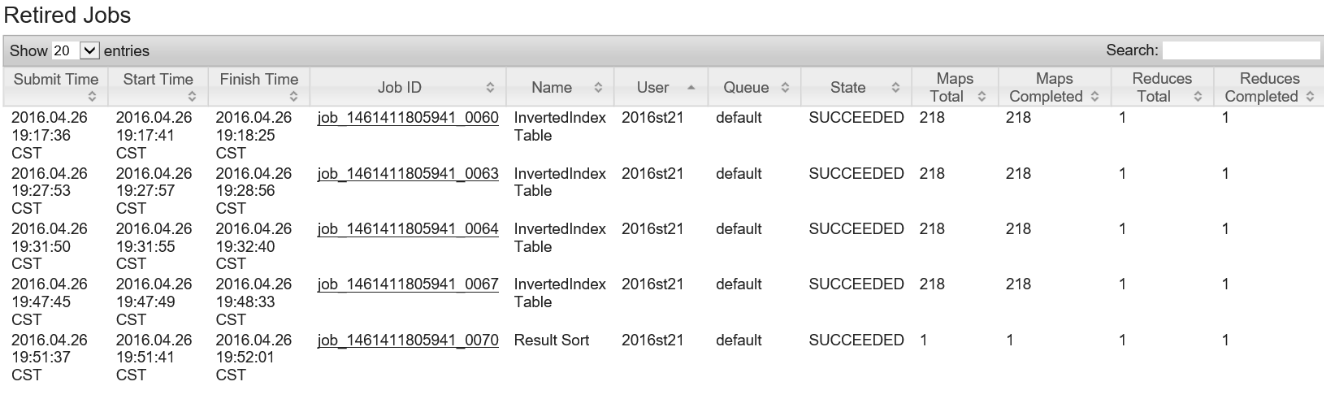 Retired Jobs
Show 20 entries Search:
Submit Time Start Time Finish Time Job ID Name User Queue State Maps Total Maps Completed Reduces Total Reduces Completed
2016.04.26 2016.04.26 2016.04.26 job_1461411805941_0060 InvertedIndex 2016st21 default SUCCEEDED 218 218 1 1
19:17:36 19:17:41 19:18:25 Table
CST CST CST
2016.04.26 2016.04.26 2016.04.26 job_1461411805941_0063 InvertedIndex 2016st21 default SUCCEEDED 218 218 1 1
19:27:53 19:27:57 19:28:56 Table
CST CST CST
2016.04.26 2016.04.26 2016.04.26 job_1461411805941_0064 InvertedIndex 2016st21 default SUCCEEDED 218 218 1 1
19:31:50 19:31:55 19:32:40 Table
CST CST CST
2016.04.26 2016.04.26 2016.04.26 job_1461411805941_0067 InvertedIndex 2016st21 default SUCCEEDED 218 218 1 1
19:47:45 19:47:49 19:48:33 Table
CST CST CST
2016.04.26 2016.04.26 2016.04.26 job_1461411805941_0070 Result Sort 2016st21 default SUCCEEDED 1 1 1 1
19:51:37 19:51:41 19:52:01
CST CST CST